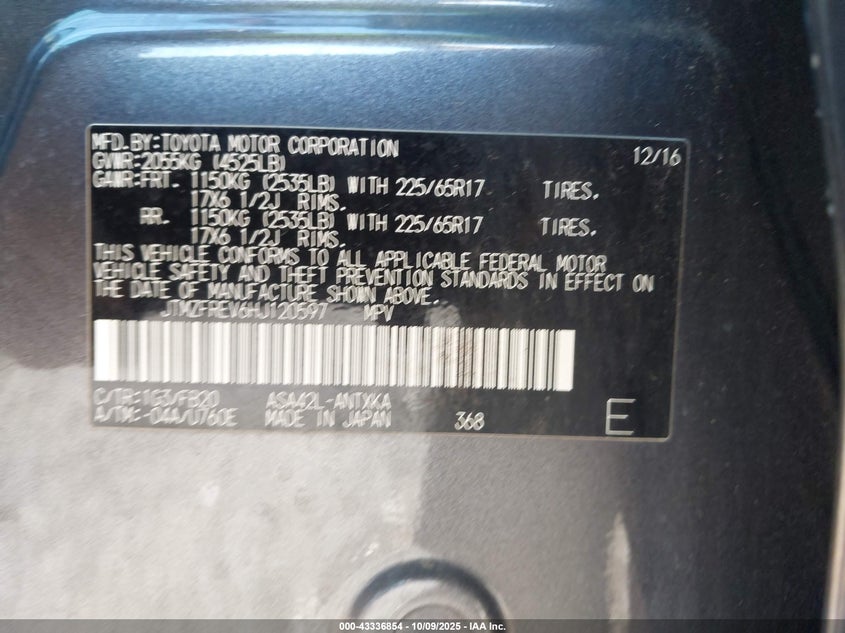 MFD.BY:TOYOTA MOTOR CORPORATION 12/16
GVWR:2055KG (4525LB)
GAWR:FRT. 1150KG (2535LB) WITH 225/65R17 TIRES.
17X6 1/2J RIMS.
RR. 1150KG (2535LB) WITH 225/65R17 TIRES.
17X6 1/2J RIMS.
THIS VEHICLE CONFORMS TO ALL APPLICABLE FEDERAL MOTOR
VEHICLE SAFETY AND THEFT PREVENTION STANDARDS IN EFFECT ON
THE DATE OF MANUFACTURE SHOWN ABOVE.
JTMZFREV6HJ120597 MPV
C/TR:1G3/FB20 ASA42L-ANTXKA
A/TM:-04A/U760E MADE IN JAPAN 368 E
000-43336854 - 10/09/2025 - IAA Inc.